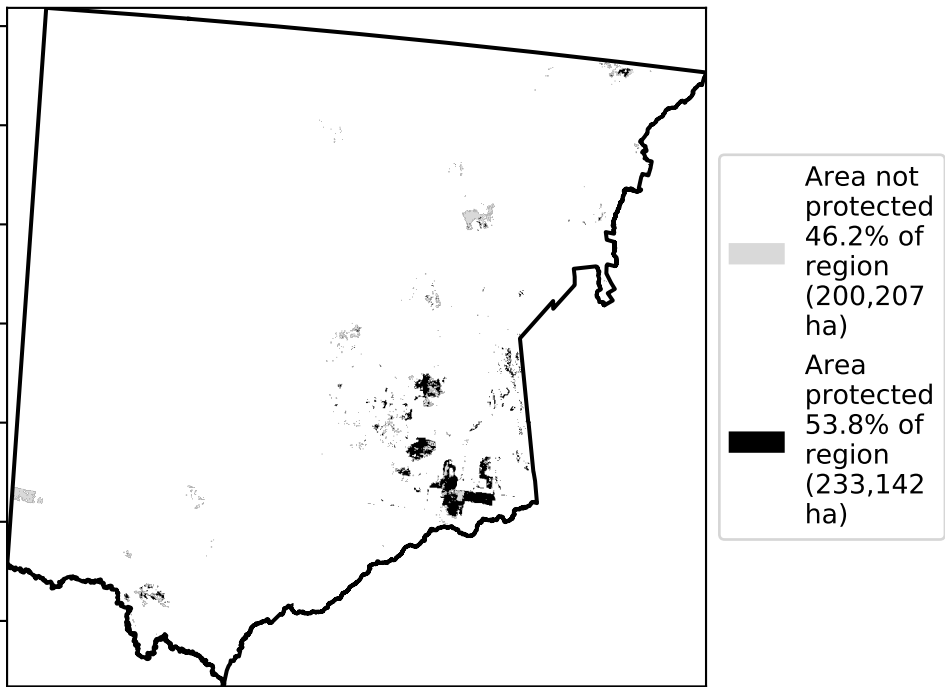 Area not
protected
46.2% of
region
(200,207
ha)
Area
protected
53.8% of
region
(233,142
ha)